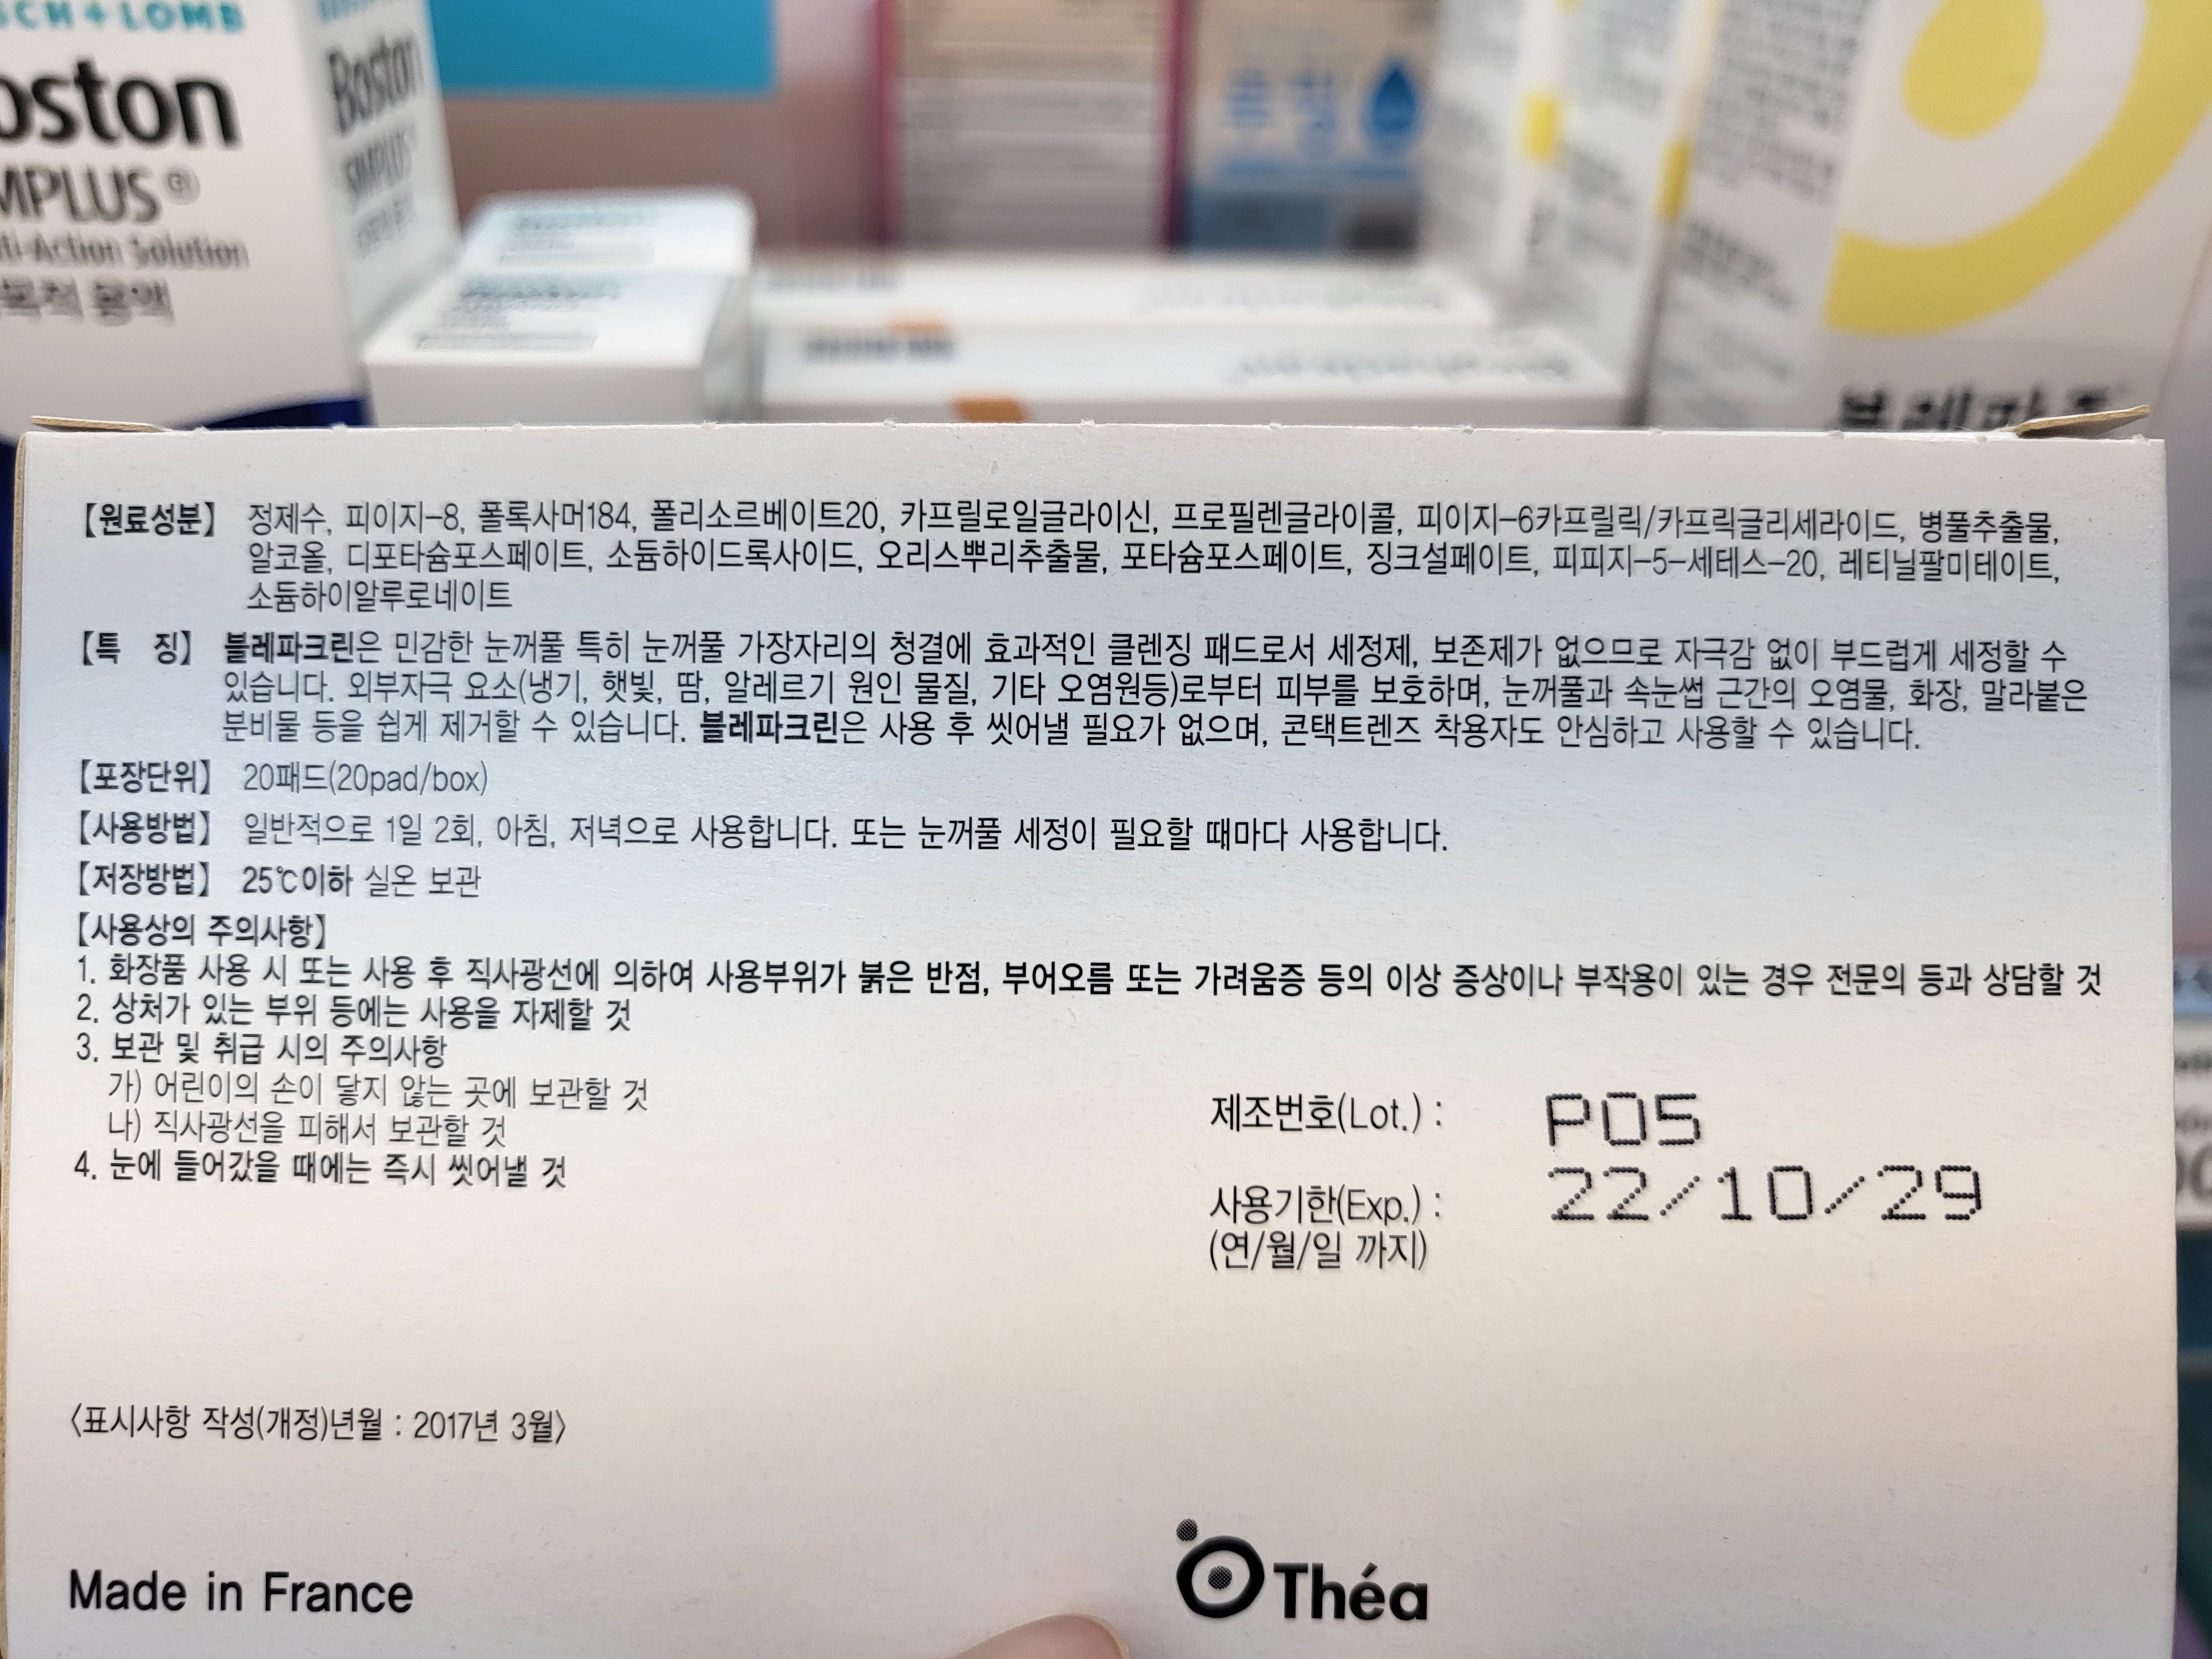 SCH+LOMB
oston
Boston
MPLUS®
SIMPLUS
ti-Action Solution
목적 용액
루핑
블레파
【원료성분】 정제수, 피이지-8, 폴록사머184, 폴리소르베이트20, 카프릴로일글라이신, 프로필렌글라이콜, 피이지-6카프릴릭/카프릭글리세라이드, 병풀추출물,
알코올, 디포타슘포스페이트, 소듐하이드록사이드, 오리스뿌리추출물, 포타슘포스페이트, 징크설페이트, 피피지-5-세테스-20, 레티닐팔미테이트,
소듐하이알루로네이트
【특 징】 블레파크린은 민감한 눈꺼풀 특히 눈꺼풀 가장자리의 청결에 효과적인 클렌징 패드로서 세정제, 보존제가 없으므로 자극감 없이 부드럽게 세정할 수
있습니다. 외부자극 요소(냉기, 햇빛, 땀, 알레르기 원인 물질, 기타 오염원등)로부터 피부를 보호하며, 눈꺼풀과 속눈썹 근간의 오염물, 화장, 말라붙은
분비물 등을 쉽게 제거할 수 있습니다. 블레파크린은 사용 후 씻어낼 필요가 없으며, 콘택트렌즈 착용자도 안심하고 사용할 수 있습니다.
【포장단위】 20패드(20pad/box)
【사용방법】 일반적으로 1일 2회, 아침, 저녁으로 사용합니다. 또는 눈꺼풀 세정이 필요할 때마다 사용합니다.
【저장방법】 25℃이하 실온 보관
【사용상의 주의사항】
1. 화장품 사용 시 또는 사용 후 직사광선에 의하여 사용부위가 붉은 반점, 부어오름 또는 가려움증 등의 이상 증상이나 부작용이 있는 경우 전문의 등과 상담할 것
2. 상처가 있는 부위 등에는 사용을 자제할 것
3. 보관 및 취급 시의 주의사항
가) 어린이의 손이 닿지 않는 곳에 보관할 것
나) 직사광선을 피해서 보관할 것
4. 눈에 들어갔을 때에는 즉시 씻어낼 것
제조번호(Lot.) : P05
사용기한(Exp.) : 22/10/29
(연/월/일 까지)
〈표시사항 작성(개정)년월 : 2017년 3월〉
Made in France
Théa